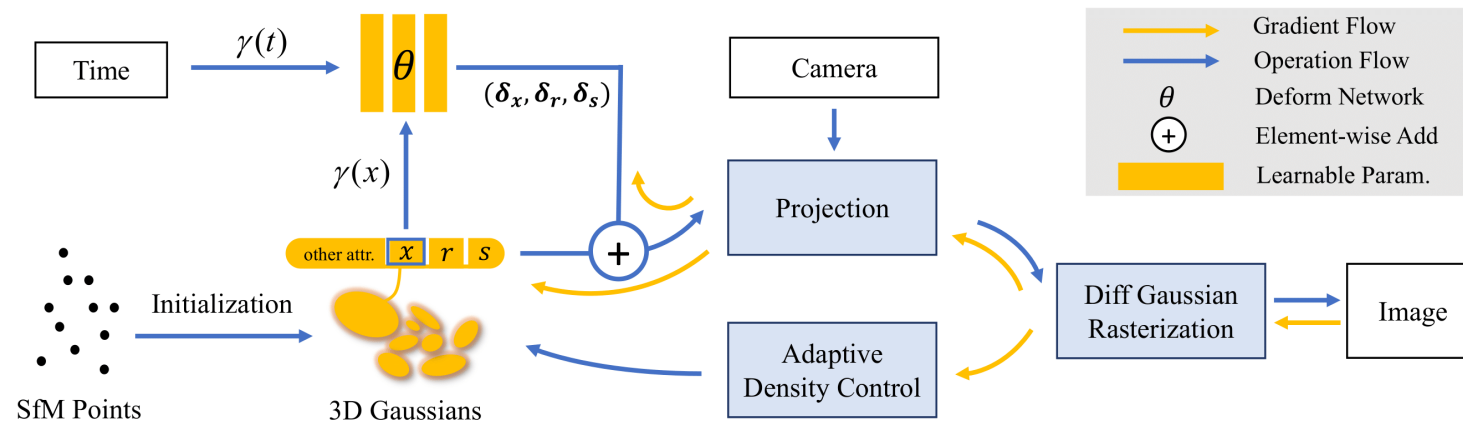 Time
γ(t)
θ
(δx, δr, δs)
γ(x)
other attr. x r s
+
Initialization
SfM Points
3D Gaussians
Camera
Projection
Adaptive
Density Control
Diff Gaussian
Rasterization
Image
Gradient Flow
Operation Flow
θ Deform Network
+ Element-wise Add
Learnable Param.